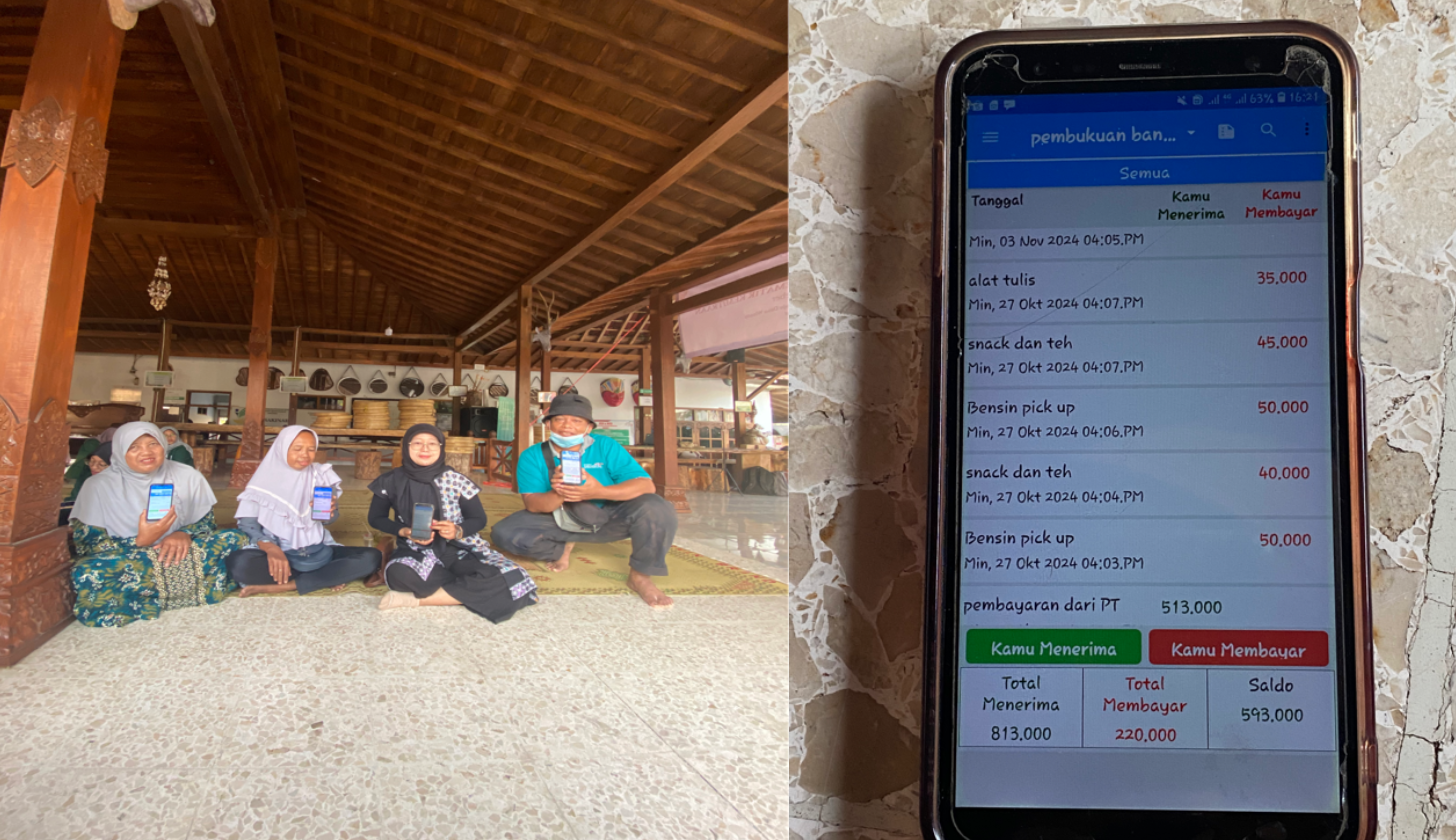 63% 16:21
pembukuan ban...
Semua
Tanggal
Kamu Menerima
Kamu Membayar
Min, 03 Nov 2024 04:05.PM
alat tulis 35,000
Min, 27 Okt 2024 04:07.PM
snack dan teh 45,000
Min, 27 Okt 2024 04:07.PM
Bensin pick up 50,000
Min, 27 Okt 2024 04:06.PM
snack dan teh 40,000
Min, 27 Okt 2024 04:04.PM
Bensin pick up 50,000
Min, 27 Okt 2024 04:03.PM
pembayaran dari PT 513,000
Kamu Menerima Kamu Membayar
Total Menerima
813,000
Total Membayar
220,000
Saldo
593,000